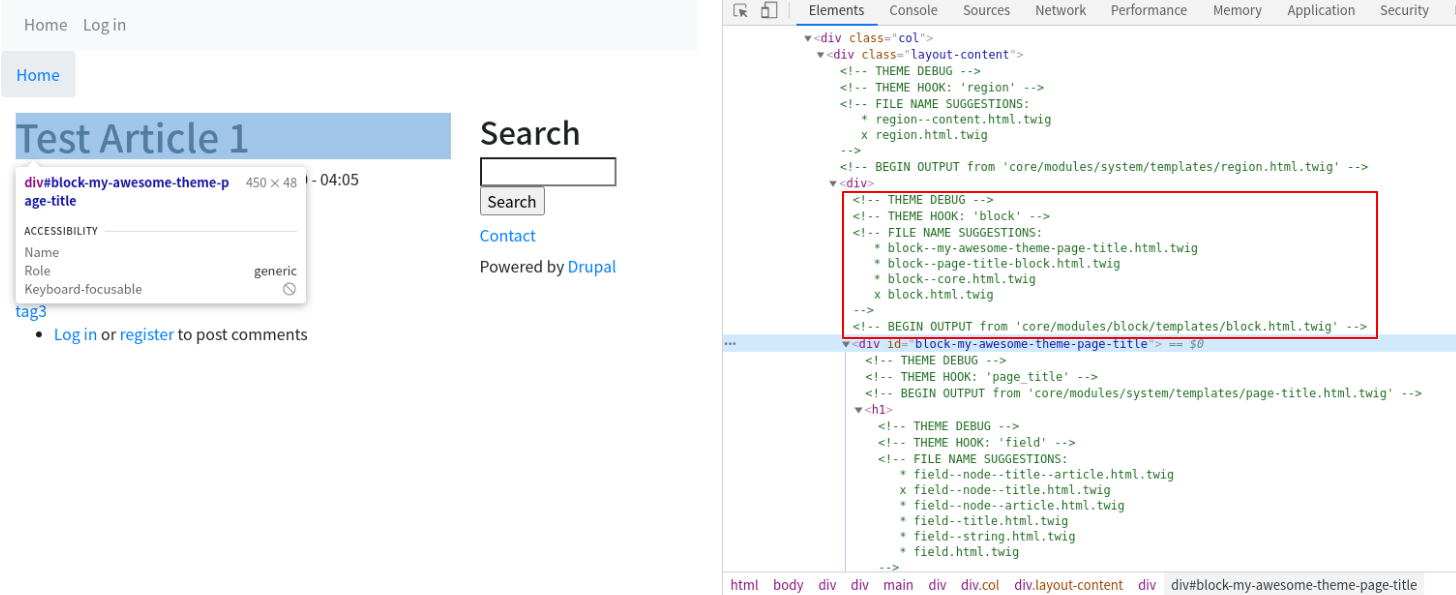 Home Log in
Home
Test Article 1
- 04:05
div#block-my-awesome-theme-p 450 × 48
age-title
ACCESSIBILITY
Name
Role generic
Keyboard-focusable
tag3
Log in or register to post comments
Search
Search
Contact
Powered by Drupal
Elements Console Sources Network Performance Memory Application Security
<div class="col">
<div class="layout-content">
<!-- THEME DEBUG -->
<!-- THEME HOOK: 'region' -->
<!-- FILE NAME SUGGESTIONS:
* region--content.html.twig
x region.html.twig
-->
<!-- BEGIN OUTPUT from 'core/modules/system/templates/region.html.twig' -->
<div>
<!-- THEME DEBUG -->
<!-- THEME HOOK: 'block' -->
<!-- FILE NAME SUGGESTIONS:
* block--my-awesome-theme-page-title.html.twig
* block--page-title-block.html.twig
* block--core.html.twig
x block.html.twig
-->
<!-- BEGIN OUTPUT from 'core/modules/block/templates/block.html.twig' -->
<div id="block-my-awesome-theme-page-title"> == $0
<!-- THEME DEBUG -->
<!-- THEME HOOK: 'page_title' -->
<!-- BEGIN OUTPUT from 'core/modules/system/templates/page-title.html.twig' -->
<h1>
<!-- THEME DEBUG -->
<!-- THEME HOOK: 'field' -->
<!-- FILE NAME SUGGESTIONS:
* field--node--title--article.html.twig
x field--node--title.html.twig
* field--node--article.html.twig
* field--title.html.twig
* field--string.html.twig
* field.html.twig
-->
html body div div main div div.col div.layout-content div div#block-my-awesome-theme-page-title